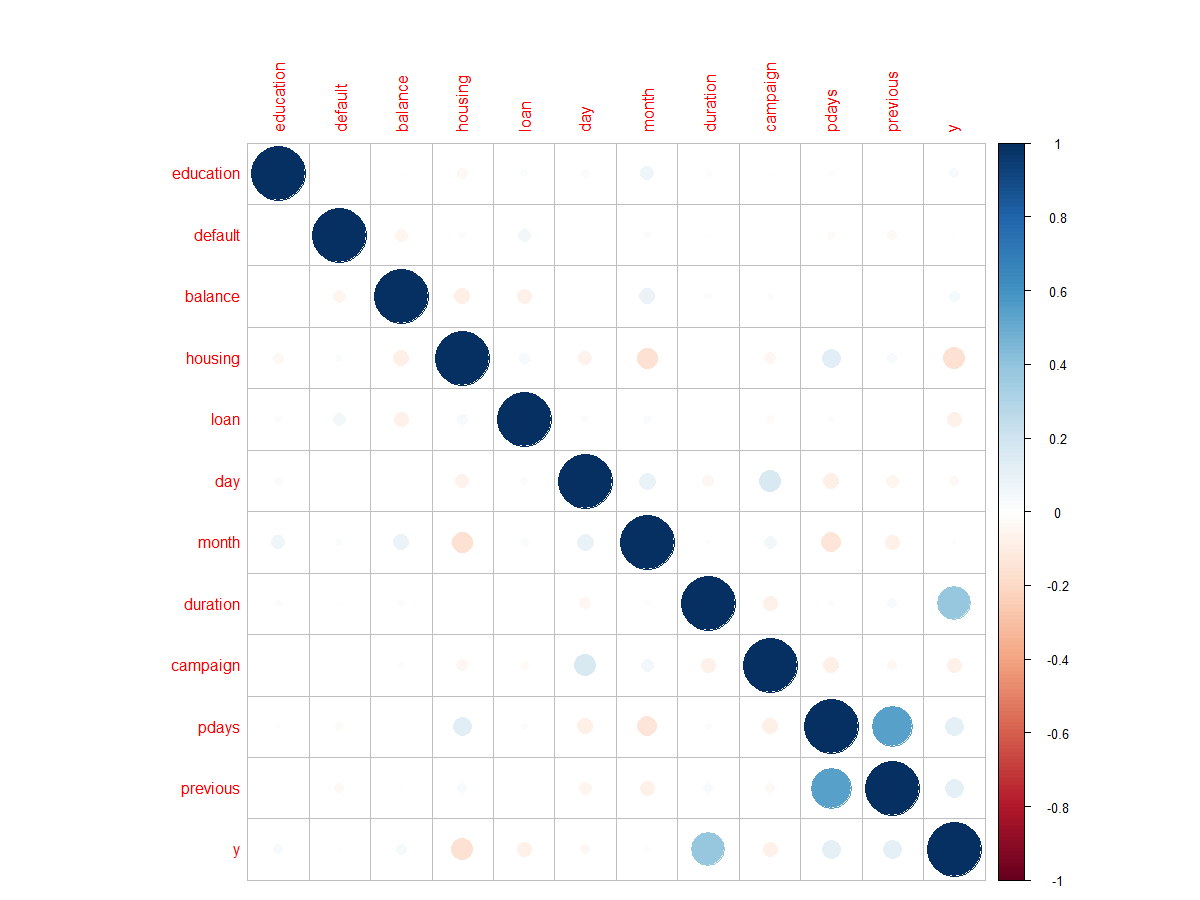 education
default
balance
housing
loan
day
month
duration
campaign
pdays
previous
y
education
default
balance
housing
loan
day
month
duration
campaign
pdays
previous
y
1
0.8
0.6
0.4
0.2
0
-0.2
-0.4
-0.6
-0.8
-1